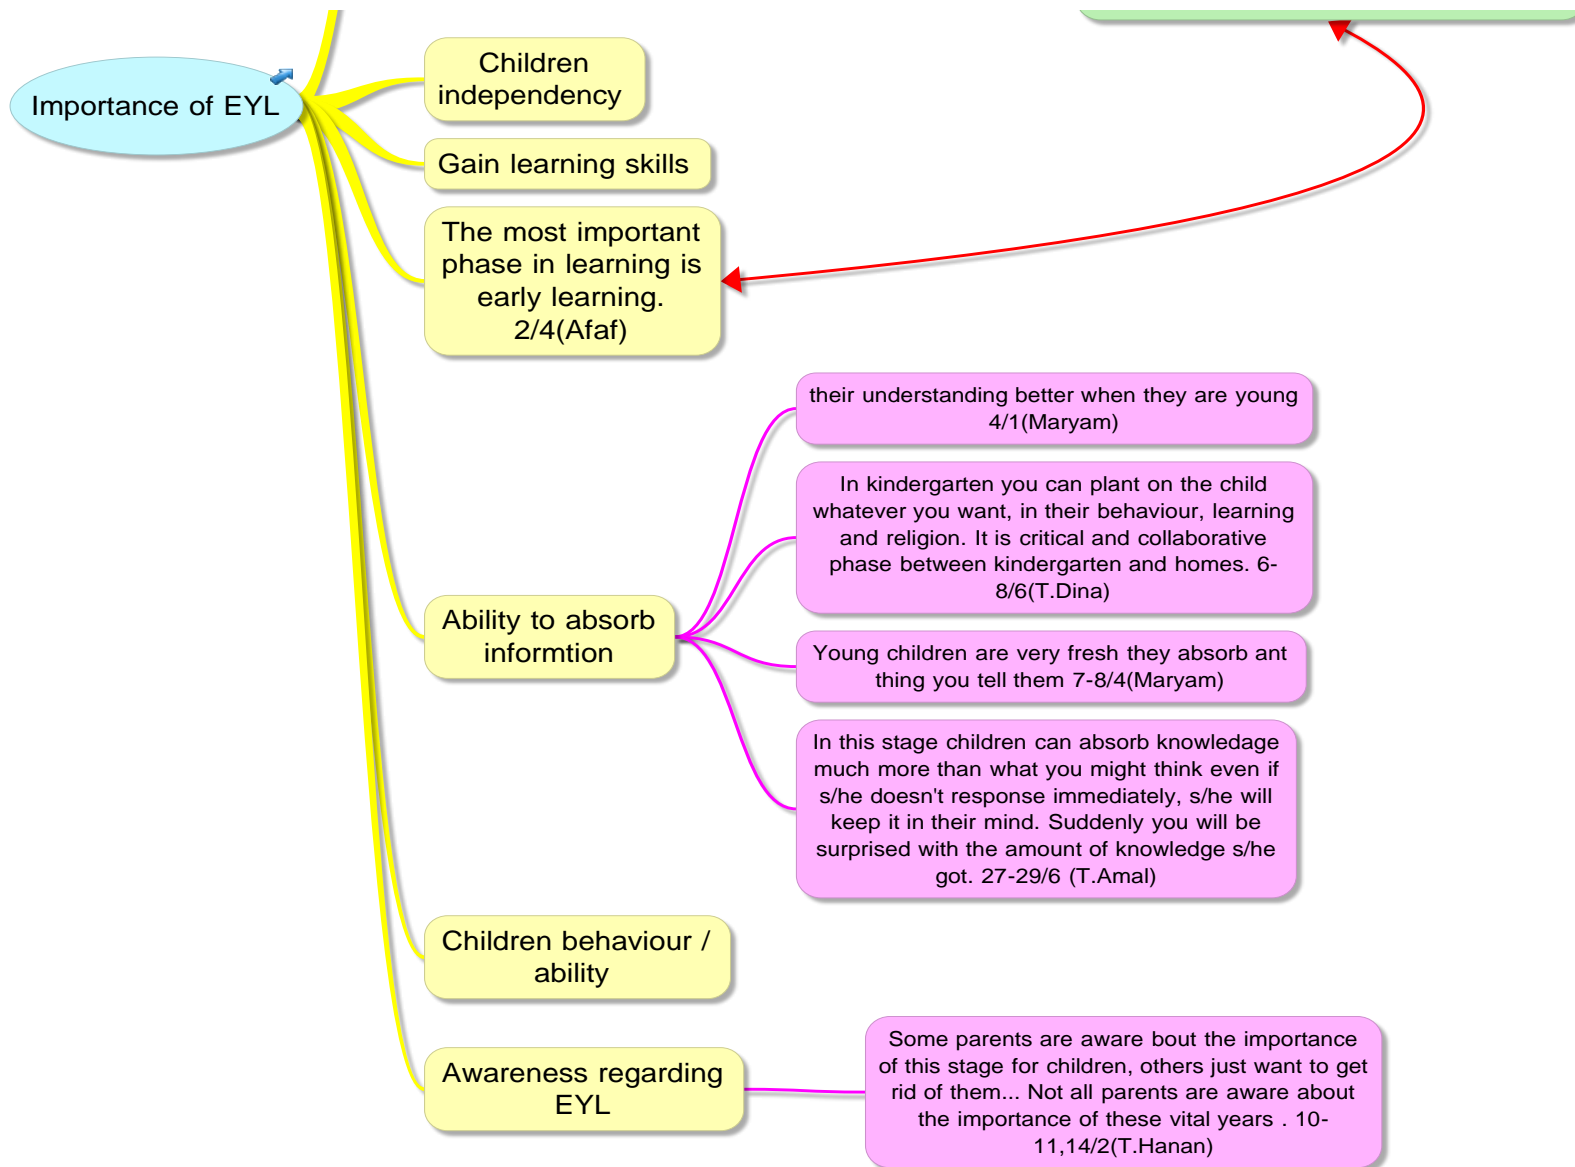 Importance of EYL
Children
independency
Gain learning skills
The most important
phase in learning is
early learning.
2/4(Afaf)
Ability to absorb
informtion
their understanding better when they are young
4/1(Maryam)
In kindergarten you can plant on the child
whatever you want, in their behaviour, learning
and religion. It is critical and collaborative
phase between kindergarten and homes. 6-
8/6(T.Dina)
Young children are very fresh they absorb ant
thing you tell them 7-8/4(Maryam)
In this stage children can absorb knowledage
much more than what you might think even if
s/he doesn't response immediately, s/he will
keep it in their mind. Suddenly you will be
surprised with the amount of knowledge s/he
got. 27-29/6 (T.Amal)
Children behaviour /
ability
Awareness regarding
EYL
Some parents are aware bout the importance
of this stage for children, others just want to get
rid of them... Not all parents are aware about
the importance of these vital years . 10-
11,14/2(T.Hanan)